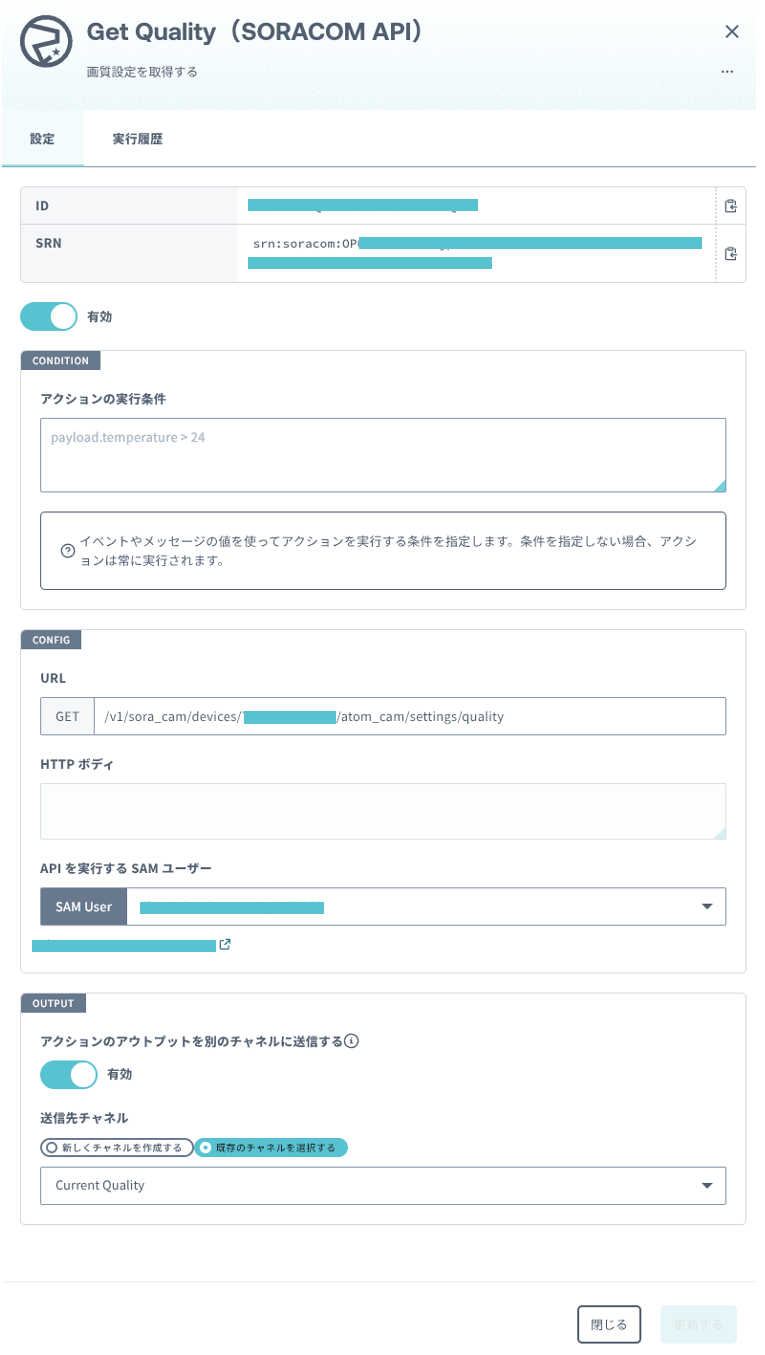 Get Quality（SORACOM API）
画質設定を取得する
設定
実行履歴
ID
SRN
srn:soracom:OP
有効
CONDITION
アクションの実行条件
payload.temperature > 24
イベントやメッセージの値を使ってアクションを実行する条件を指定します。条件を指定しない場合、アクシ
ョンは常に実行されます。
CONFIG
URL
GET
/v1/sora_cam/devices/
/atom_cam/settings/quality
HTTP ボディ
API を実行する SAM ユーザー
SAM User
OUTPUT
アクションのアウトプットを別のチャネルに送信する
有効
送信先チャネル
新しくチャネルを作成する
既存のチャネルを選択する
Current Quality
閉じる
更新する